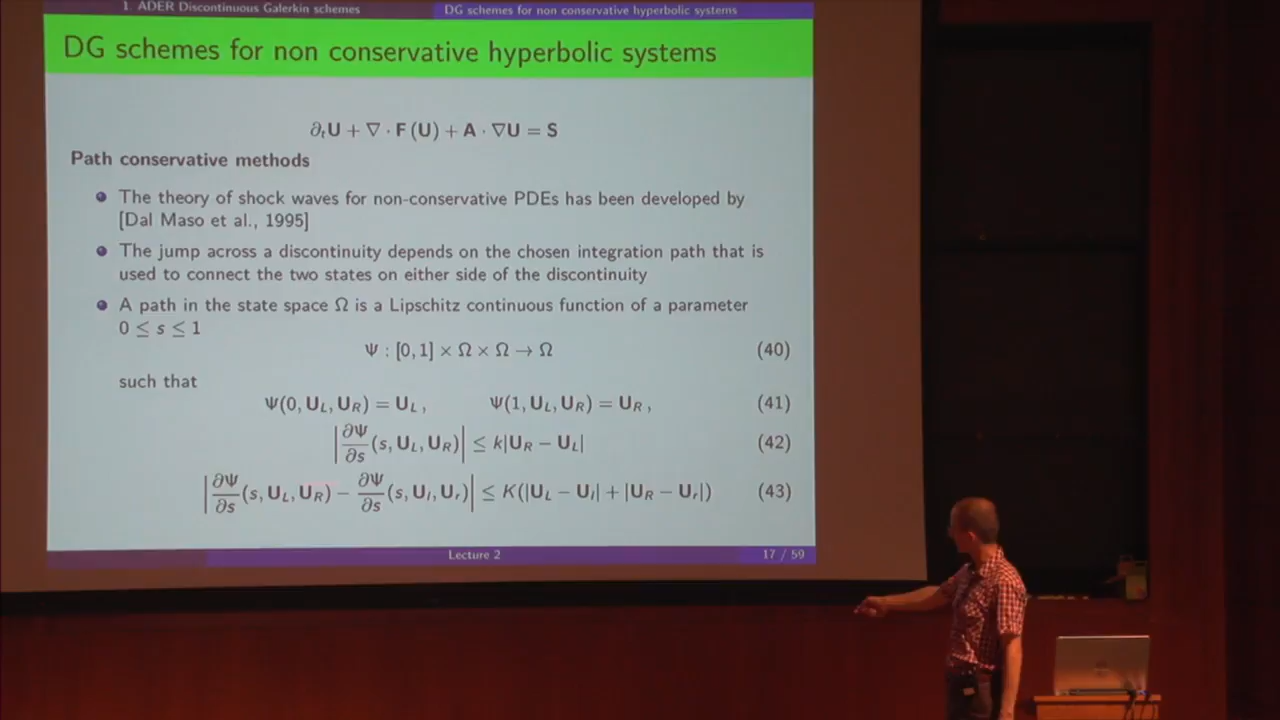 1. ADER Discontinuous Galerkin schemes
DG schemes for non conservative hyperbolic systems
DG schemes for non conservative hyperbolic systems
∂ₜU + ∇ · F (U) + A · ∇U = S
Path conservative methods
The theory of shock waves for non-conservative PDEs has been developed by
[Dal Maso et al., 1995]
The jump across a discontinuity depends on the chosen integration path that is
used to connect the two states on either side of the discontinuity
A path in the state space Ω is a Lipschitz continuous function of a parameter
0 ≤ s ≤ 1
Ψ : [0, 1] × Ω × Ω → Ω (40)
such that
Ψ(0, U_L, U_R) = U_L , Ψ(1, U_L, U_R) = U_R , (41)
|∂Ψ/∂s (s, U_L, U_R)| ≤ k|U_R − U_L| (42)
|∂Ψ/∂s (s, U_L, U_R) − ∂Ψ/∂s (s, U_l, U_r)| ≤ K(|U_L − U_l| + |U_R − U_r|) (43)
Lecture 2
17 / 59